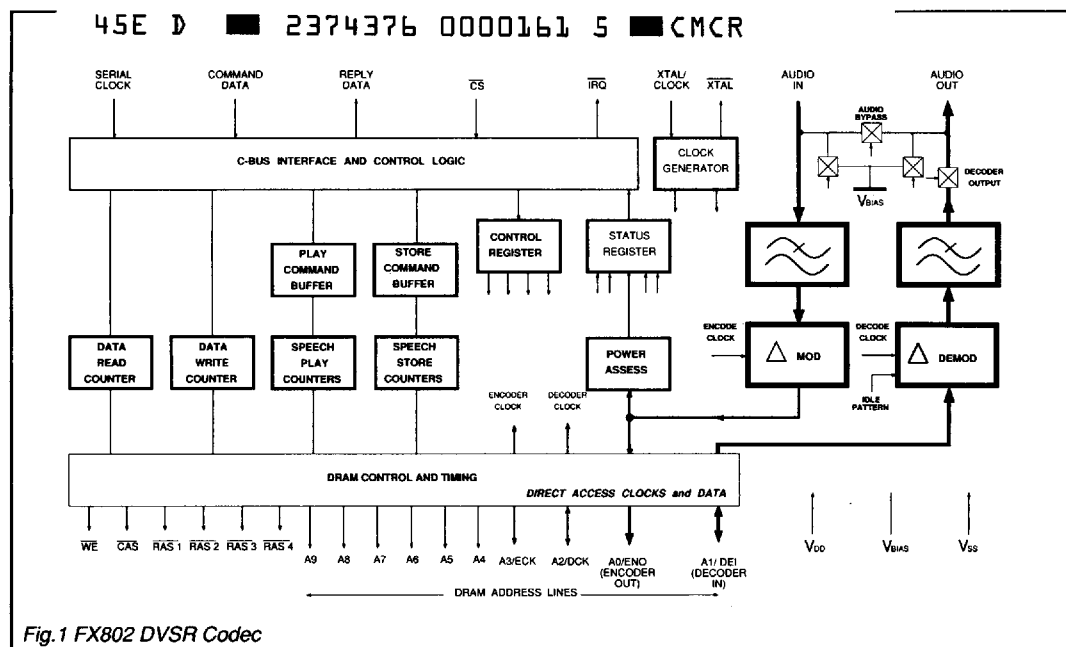 45E D 2374376 0000161 5 CMCR
SERIAL CLOCK
COMMAND DATA
REPLY DATA
CS
IRQ
XTAL/ CLOCK
XTAL
AUDIO IN
AUDIO OUT
AUDIO BYPASS
C-BUS INTERFACE AND CONTROL LOGIC
CLOCK GENERATOR
DECODER OUTPUT
VBIAS
PLAY COMMAND BUFFER
STORE COMMAND BUFFER
CONTROL REGISTER
STATUS REGISTER
DATA READ COUNTER
DATA WRITE COUNTER
SPEECH PLAY COUNTERS
SPEECH STORE COUNTERS
POWER ASSESS
ENCODE CLOCK
MOD
DECODE CLOCK
DEMOD
IDLE PATTERN
ENCODER CLOCK
DECODER CLOCK
DRAM CONTROL AND TIMING
DIRECT ACCESS CLOCKS and DATA
WE
CAS
RAS 1
RAS 2
RAS 3
RAS 4
A9
A8
A7
A6
A5
A4
A3/ECK
A2/DCK
A0/ENO (ENCODER OUT)
A1/ DEI (DECODER IN)
VDD
VBIAS
VSS
DRAM ADDRESS LINES
Fig.1 FX802 DVSR Codec